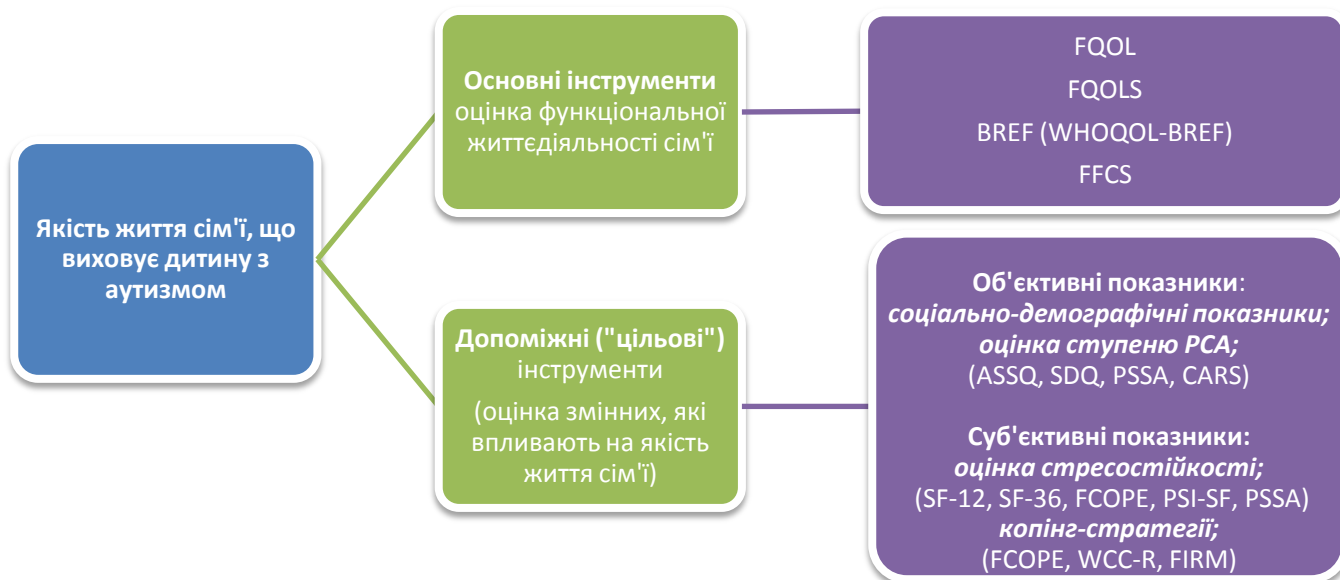 Якість життя сім'ї, що
виховує дитину з
аутизмом
Основні інструменти
оцінка функціональної
життєдіяльності сім'ї
FQOL
FQOLS
BREF (WHOQOL-BREF)
FFCS
Допоміжні ("цільові")
інструменти
(оцінка змінних, які
впливають на якість
життя сім'ї)
Об'єктивні показники:
соціально-демографічні показники;
оцінка ступеню РСА;
(ASSQ, SDQ, PSSA, CARS)
Суб'єктивні показники:
оцінка стресостійкості;
(SF-12, SF-36, FCOPE, PSI-SF, PSSA)
копінг-стратегії;
(FCOPE, WCC-R, FIRM)